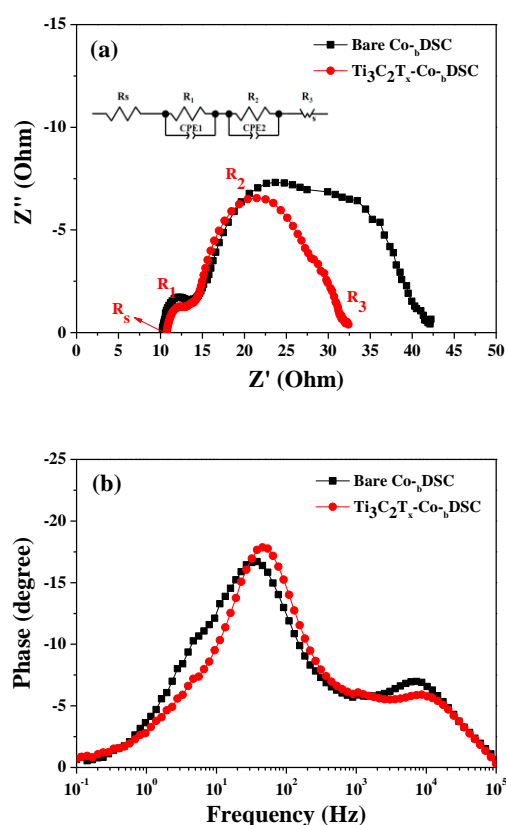 (a)
Bare Co-bDSC
Ti3C2Tx-Co-bDSC
Rs R1 R2 R3
CPE1 CPE2 s
R2
R1
Rs
R3
Z'' (Ohm)
-15
-10
-5
0
0 5 10 15 20 25 30 35 40 45 50
Z' (Ohm)
(b)
Bare Co-bDSC
Ti3C2Tx-Co-bDSC
Phase (degree)
-25
-20
-15
-10
-5
0
10-1 100 101 102 103 104 105
Frequency (Hz)